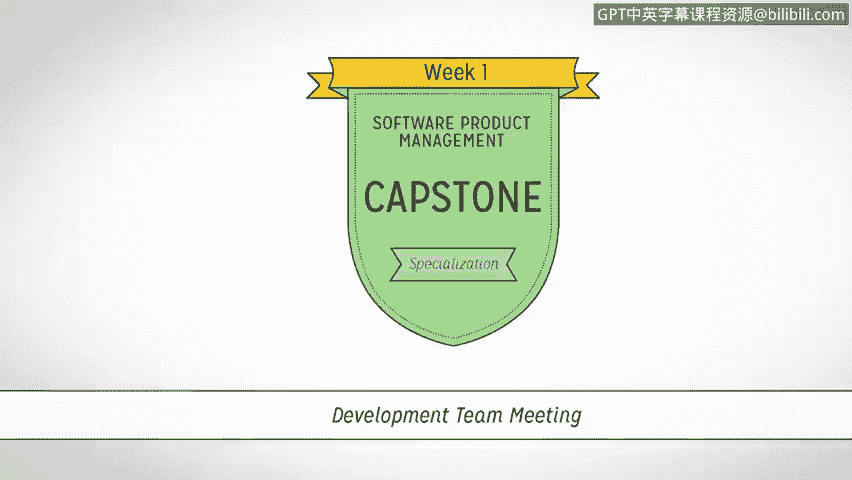 GPT中英字幕课程资源@bilibili.com
Week 1
SOFTWARE PRODUCT
MANAGEMENT
CAPSTONE
Specialization
Development Team Meeting